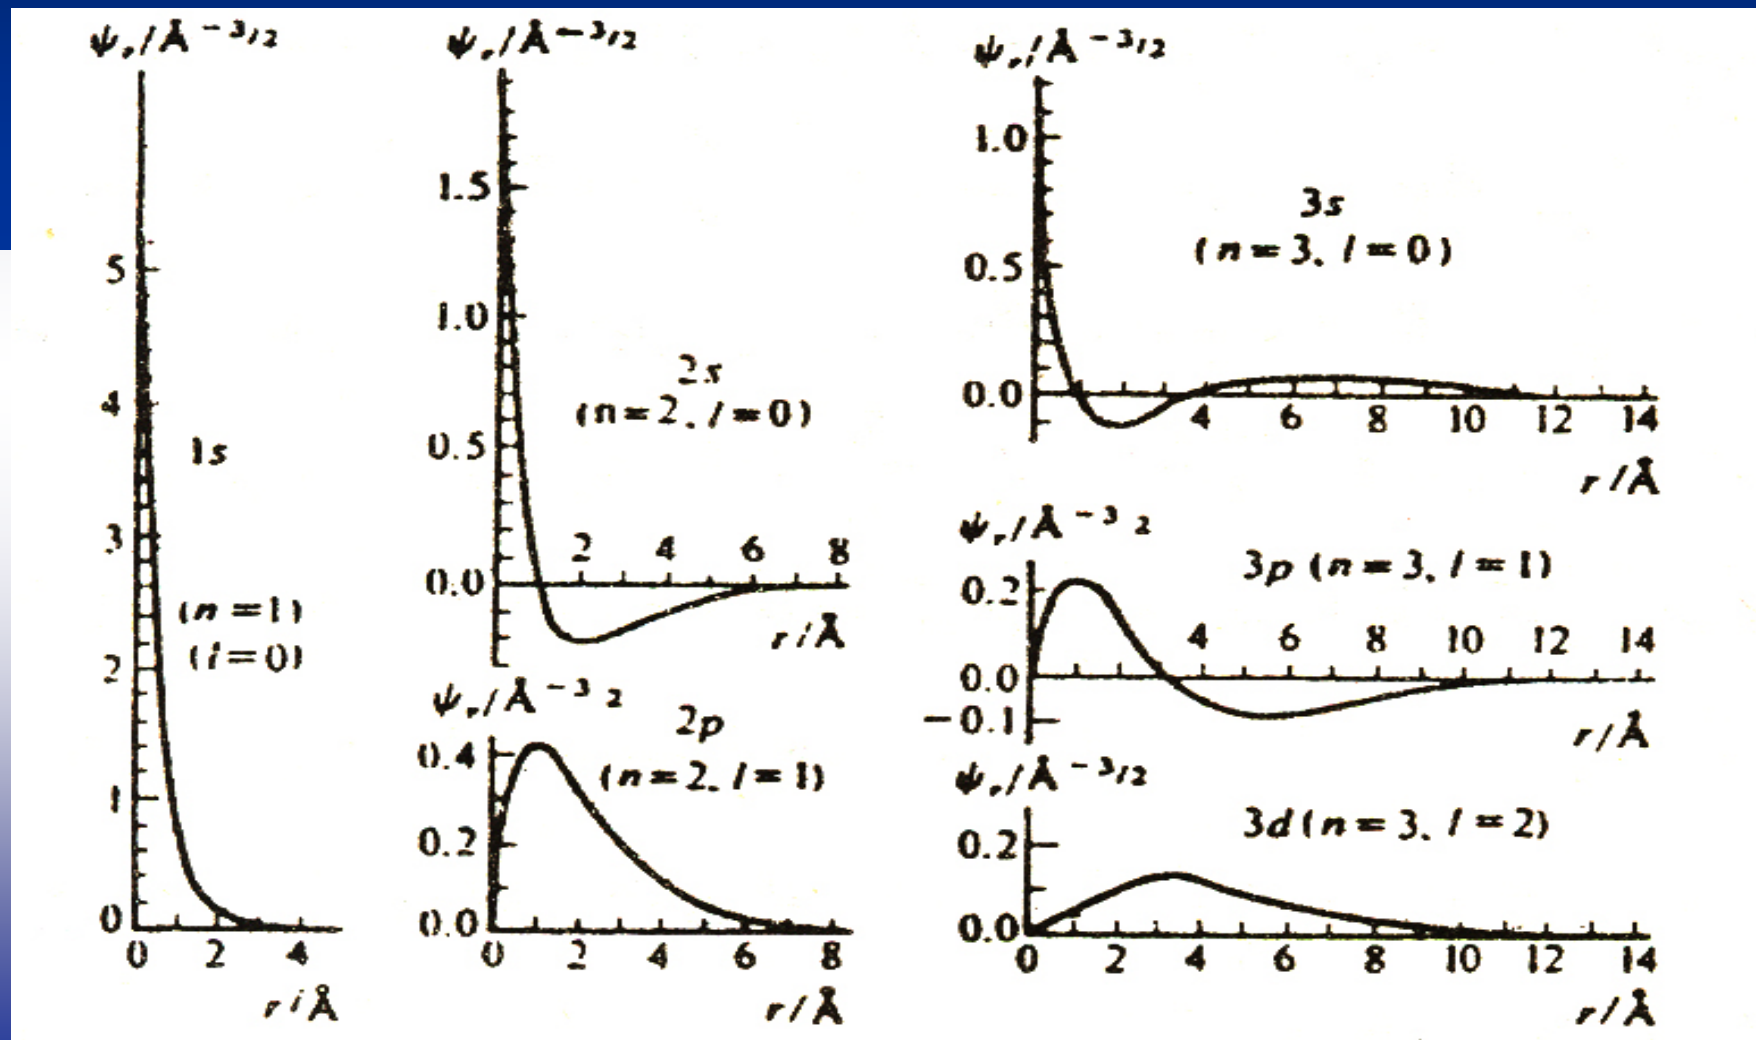 ψr/Å⁻³/²
5
4
3
2
1
0
1s
(n=1)
(l=0)
0 2 4
r/Å
ψr/Å⁻³/²
1.5
1.0
0.5
0.0
2s
(n=2, l=0)
2 4 6 8
r/Å
ψr/Å⁻³ ²
0.4
0.2
0.0
2p
(n=2, l=1)
0 2 4 6 8
r/Å
ψr/Å⁻³/²
1.0
0.5
0.0
3s
(n=3, l=0)
4 6 8 10 12 14
r/Å
ψr/Å⁻³ ²
0.2
0.0
−0.1
3p (n=3, l=1)
4 6 8 10 12 14
r/Å
ψr/Å⁻³/²
0.2
0.0
3d (n=3, l=2)
0 2 4 6 8 10 12 14
r/Å